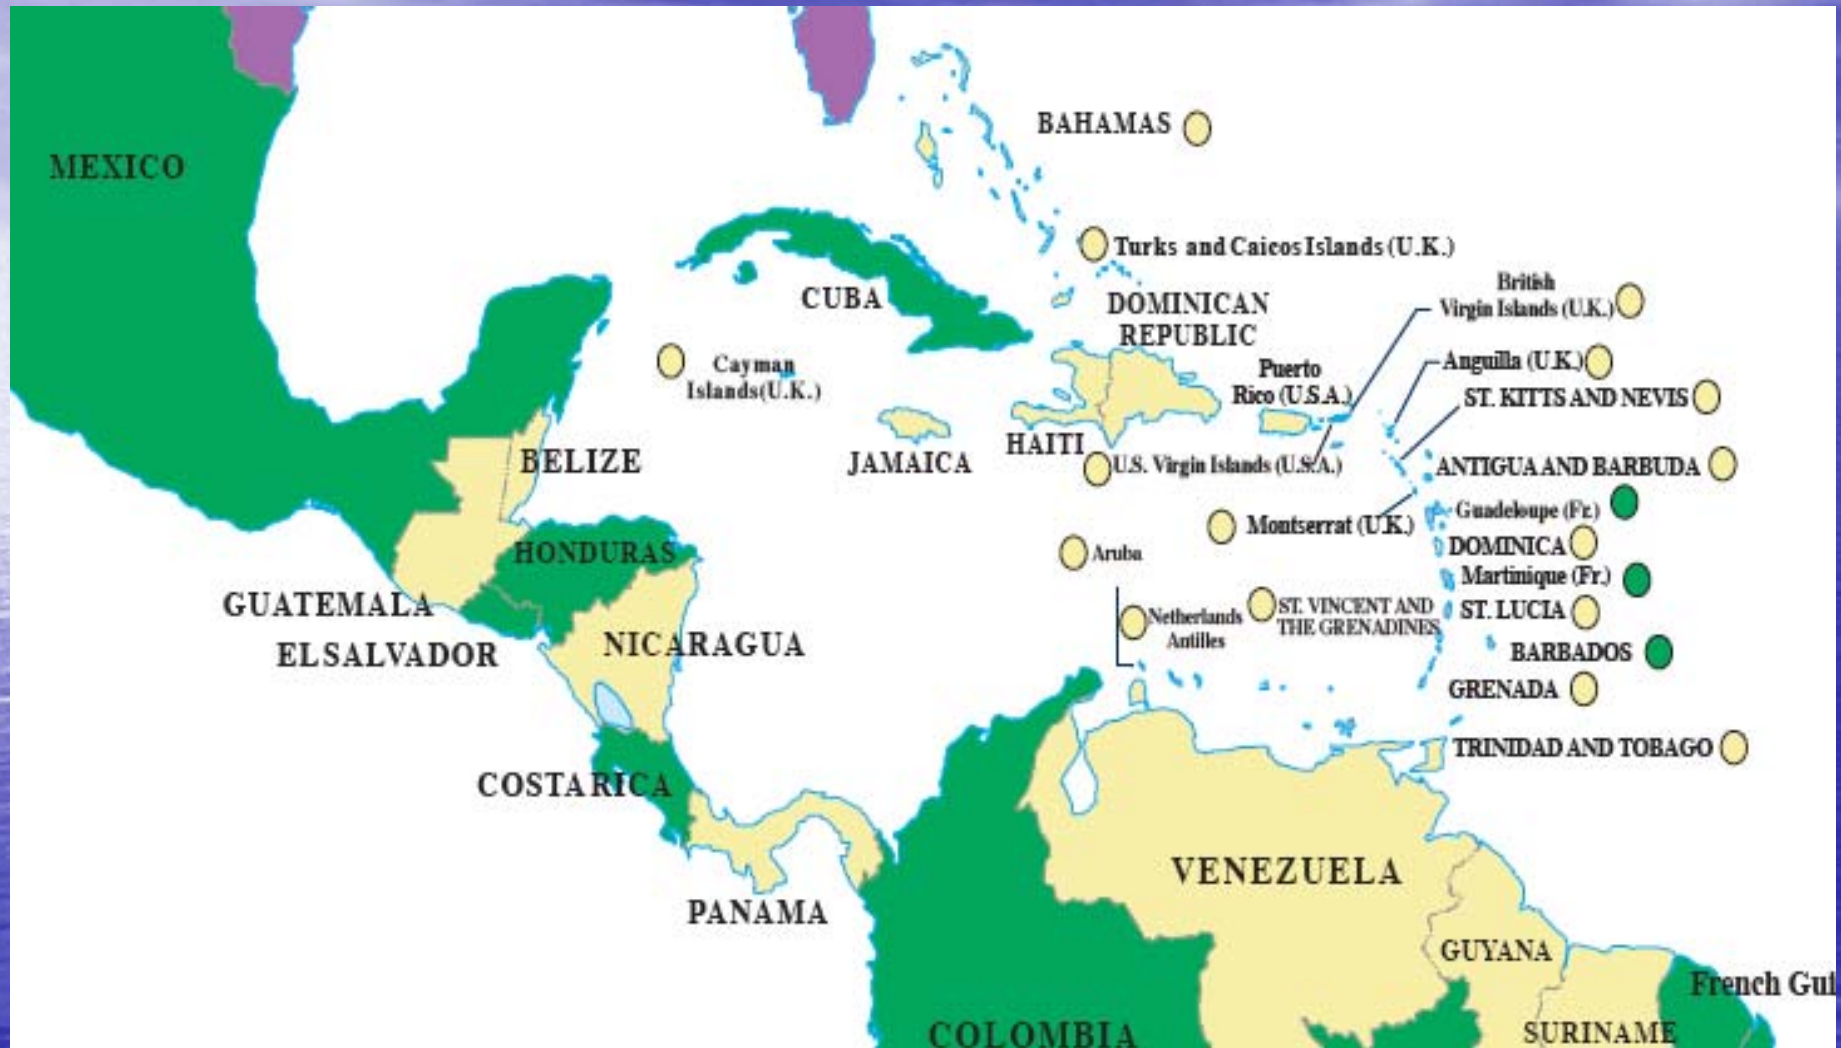 BAHAMAS
MEXICO
Turks and Caicos Islands (U.K.)
British
Virgin Islands (U.K.)
CUBA
DOMINICAN
REPUBLIC
Cayman
Islands(U.K.)
Puerto
Rico (U.S.A.)
Anguilla (U.K.)
ST. KITTS AND NEVIS
HAITI
BELIZE
JAMAICA
U.S. Virgin Islands (U.S.A.)
ANTIGUA AND BARBUDA
Guadeloupe (Fr.)
Montserrat (U.K.)
HONDURAS
Aruba
DOMINICA
Martinique (Fr.)
GUATEMALA
ST. VINCENT AND
THE GRENADINES
ST. LUCIA
Netherlands
Antilles
EL SALVADOR
NICARAGUA
BARBADOS
GRENADA
TRINIDAD AND TOBAGO
COSTA RICA
VENEZUELA
PANAMA
GUYANA
French Gui
COLOMBIA
SURINAME